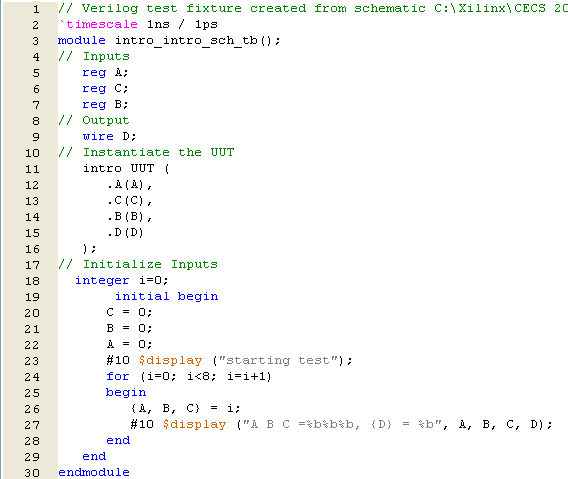 1 // Verilog test fixture created from schematic C:\Xilinx\CECS 20
2 `timescale 1ns / 1ps
3 module intro_intro_sch_tb();
4 // Inputs
5 reg A;
6 reg C;
7 reg B;
8 // Output
9 wire D;
10 // Instantiate the UUT
11 intro UUT (
12 .A(A),
13 .C(C),
14 .B(B),
15 .D(D)
16 );
17 // Initialize Inputs
18 integer i=0;
19 initial begin
20 C = 0;
21 B = 0;
22 A = 0;
23 #10 $display ("starting test");
24 for (i=0; i<8; i=i+1)
25 begin
26 {A, B, C} = i;
27 #10 $display ("A B C =%b%b%b, {D} = %b", A, B, C, D);
28 end
29 end
30 endmodule